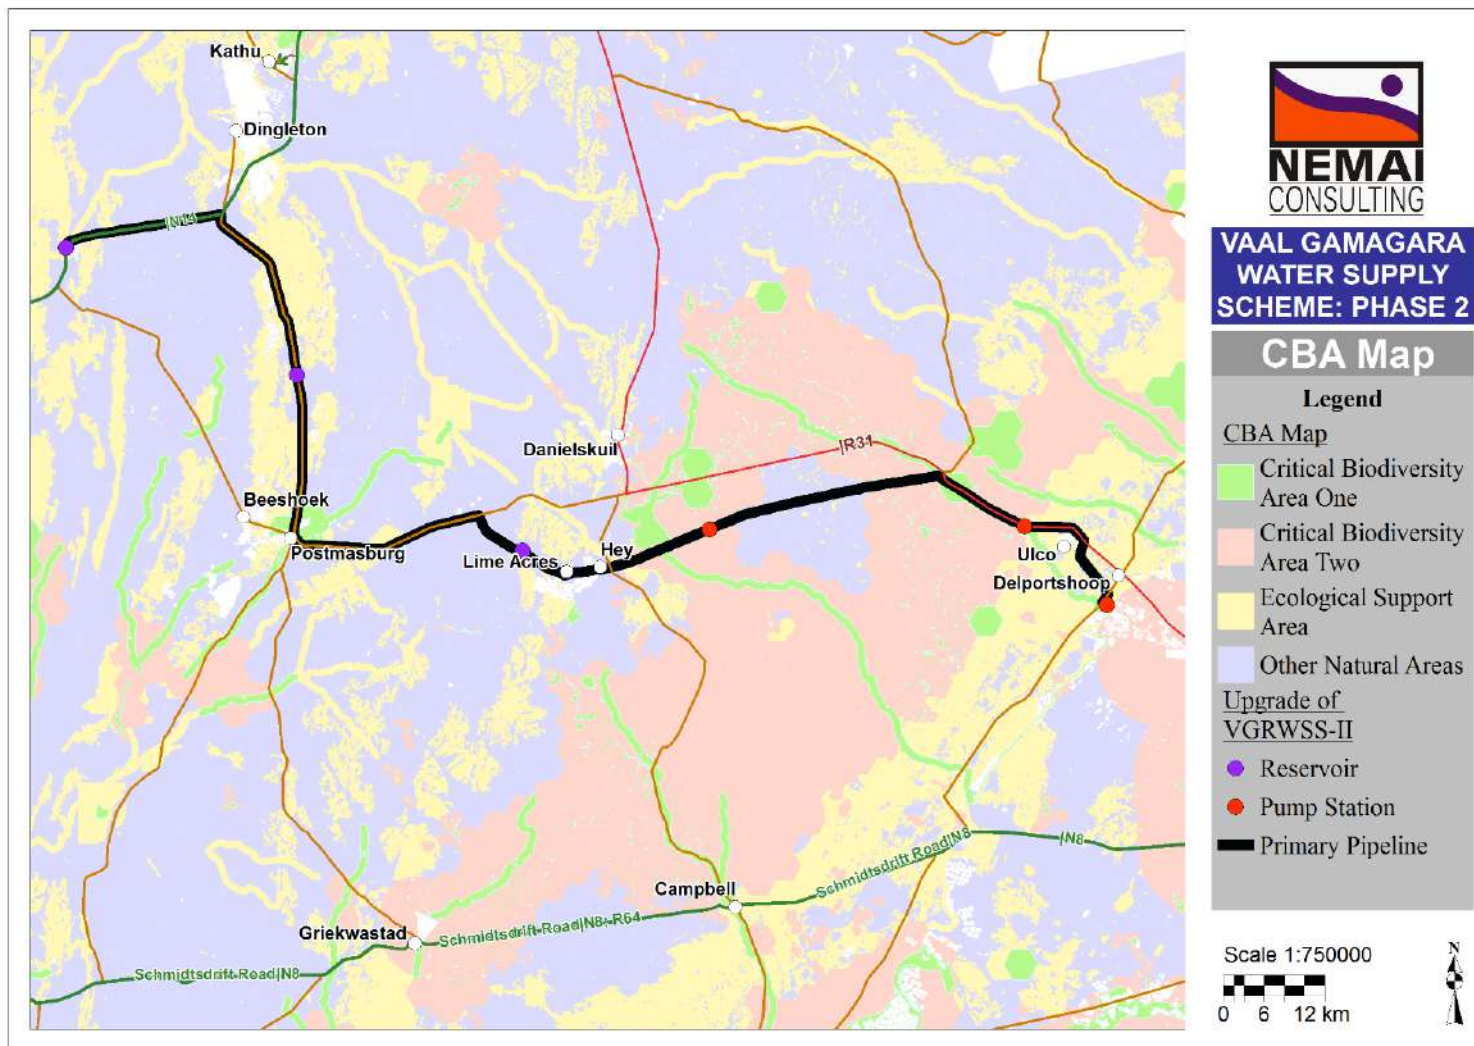 Kathu
Dingleton
|N14
Danielskuil
|R31
Beeshoek
Postmasburg
Lime Acres
Hey
Ulco
Delportshoop
Campbell
Schmidtsdrift Road|N8
|N8
Griekwastad
Schmidtsdrift Road|N8; R64
Schmidtsdrift Road|N8
NEMAI
CONSULTING
VAAL GAMAGARA
WATER SUPPLY
SCHEME: PHASE 2
CBA Map
Legend
CBA Map
Critical Biodiversity
Area One
Critical Biodiversity
Area Two
Ecological Support
Area
Other Natural Areas
Upgrade of
VGRWSS-II
Reservoir
Pump Station
Primary Pipeline
Scale 1:750000
0 6 12 km
N